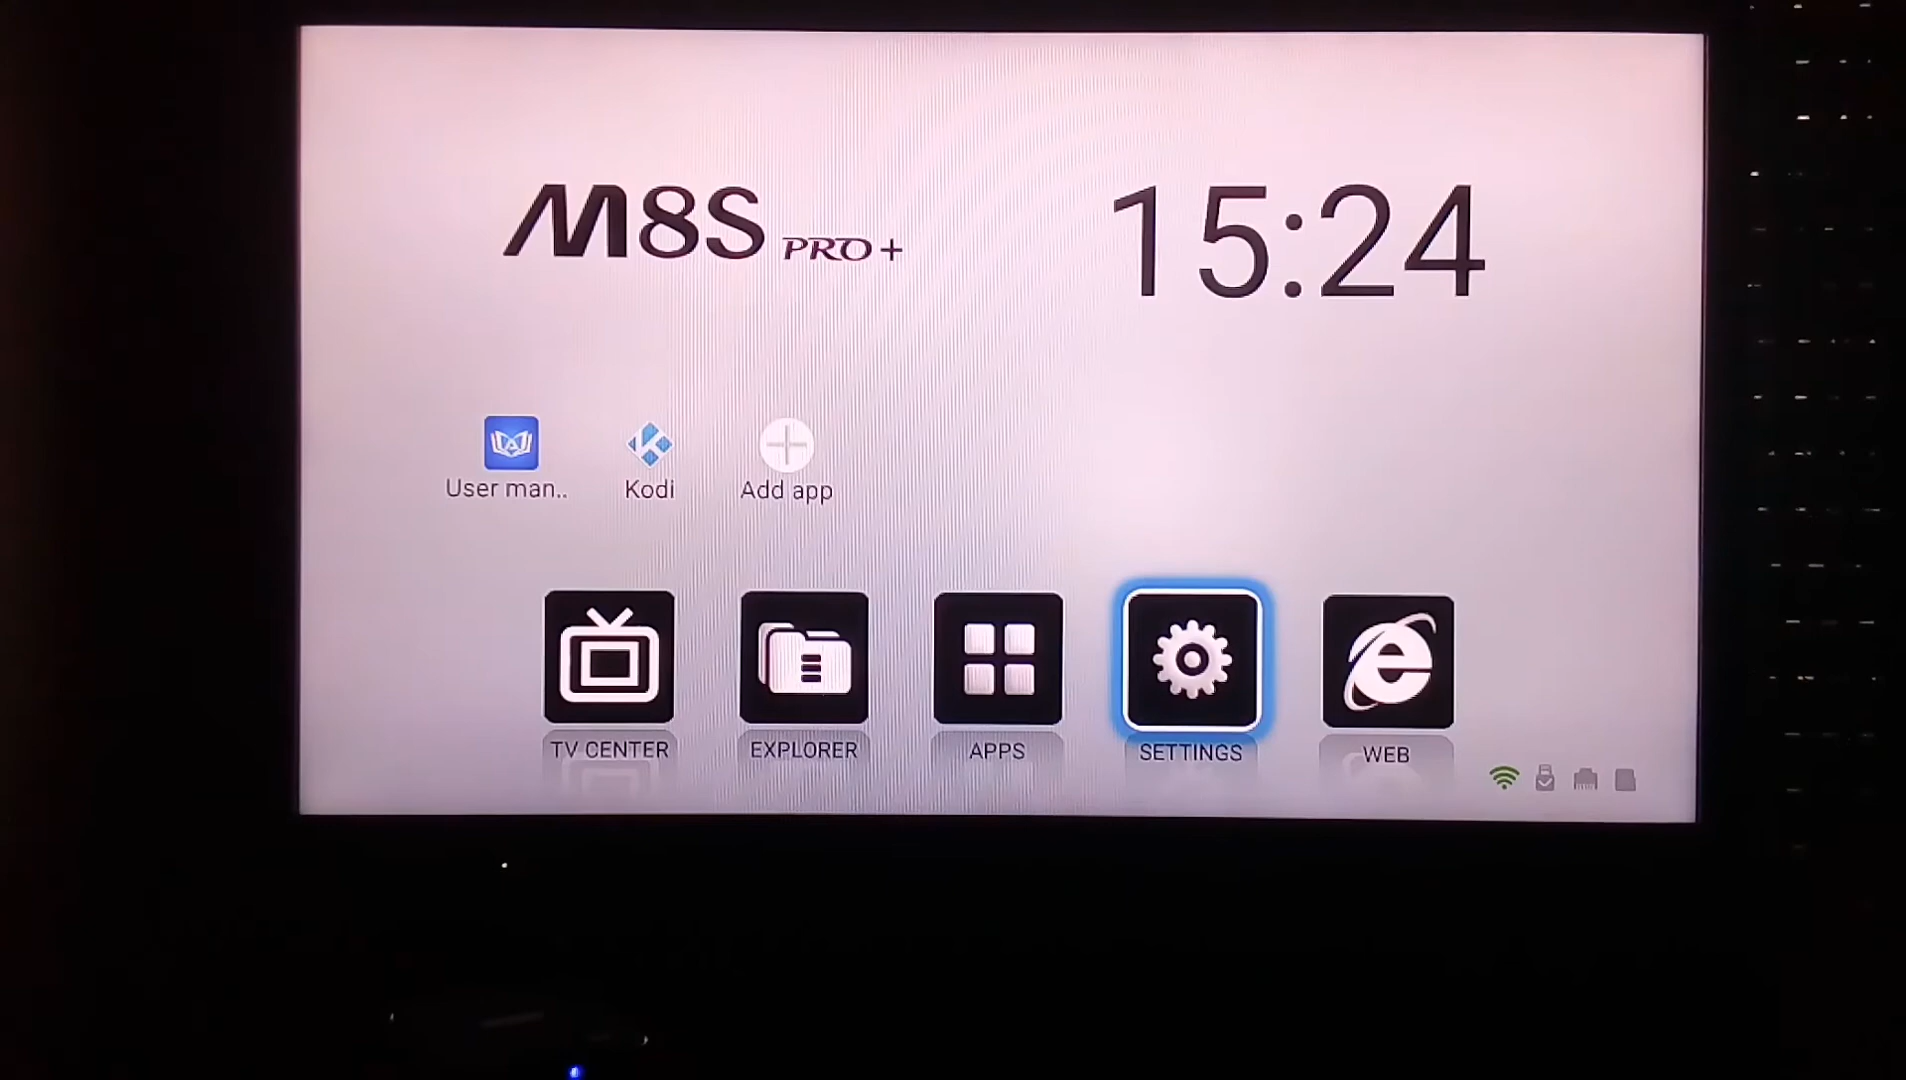 M8S PRO+
15:24
User man..
Kodi
Add app
TV CENTER
EXPLORER
APPS
SETTINGS
WEB